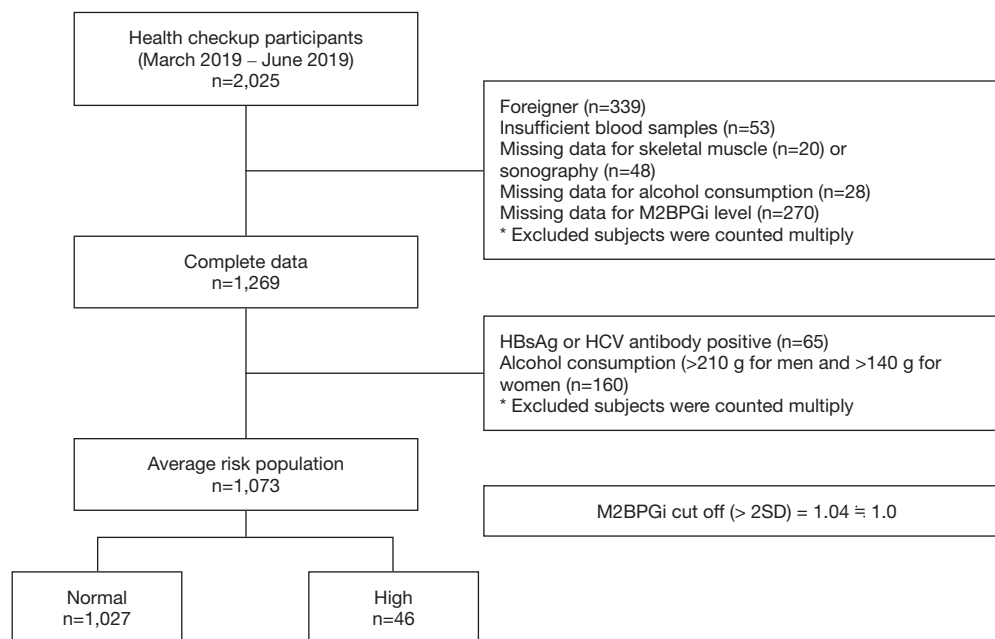 Health checkup participants
(March 2019 – June 2019)
n=2,025
Foreigner (n=339)
Insufficient blood samples (n=53)
Missing data for skeletal muscle (n=20) or
sonography (n=48)
Missing data for alcohol consumption (n=28)
Missing data for M2BPGi level (n=270)
* Excluded subjects were counted multiply
Complete data
n=1,269
HBsAg or HCV antibody positive (n=65)
Alcohol consumption (>210 g for men and >140 g for
women (n=160)
* Excluded subjects were counted multiply
Average risk population
n=1,073
M2BPGi cut off (> 2SD) = 1.04 ≒ 1.0
Normal
n=1,027
High
n=46